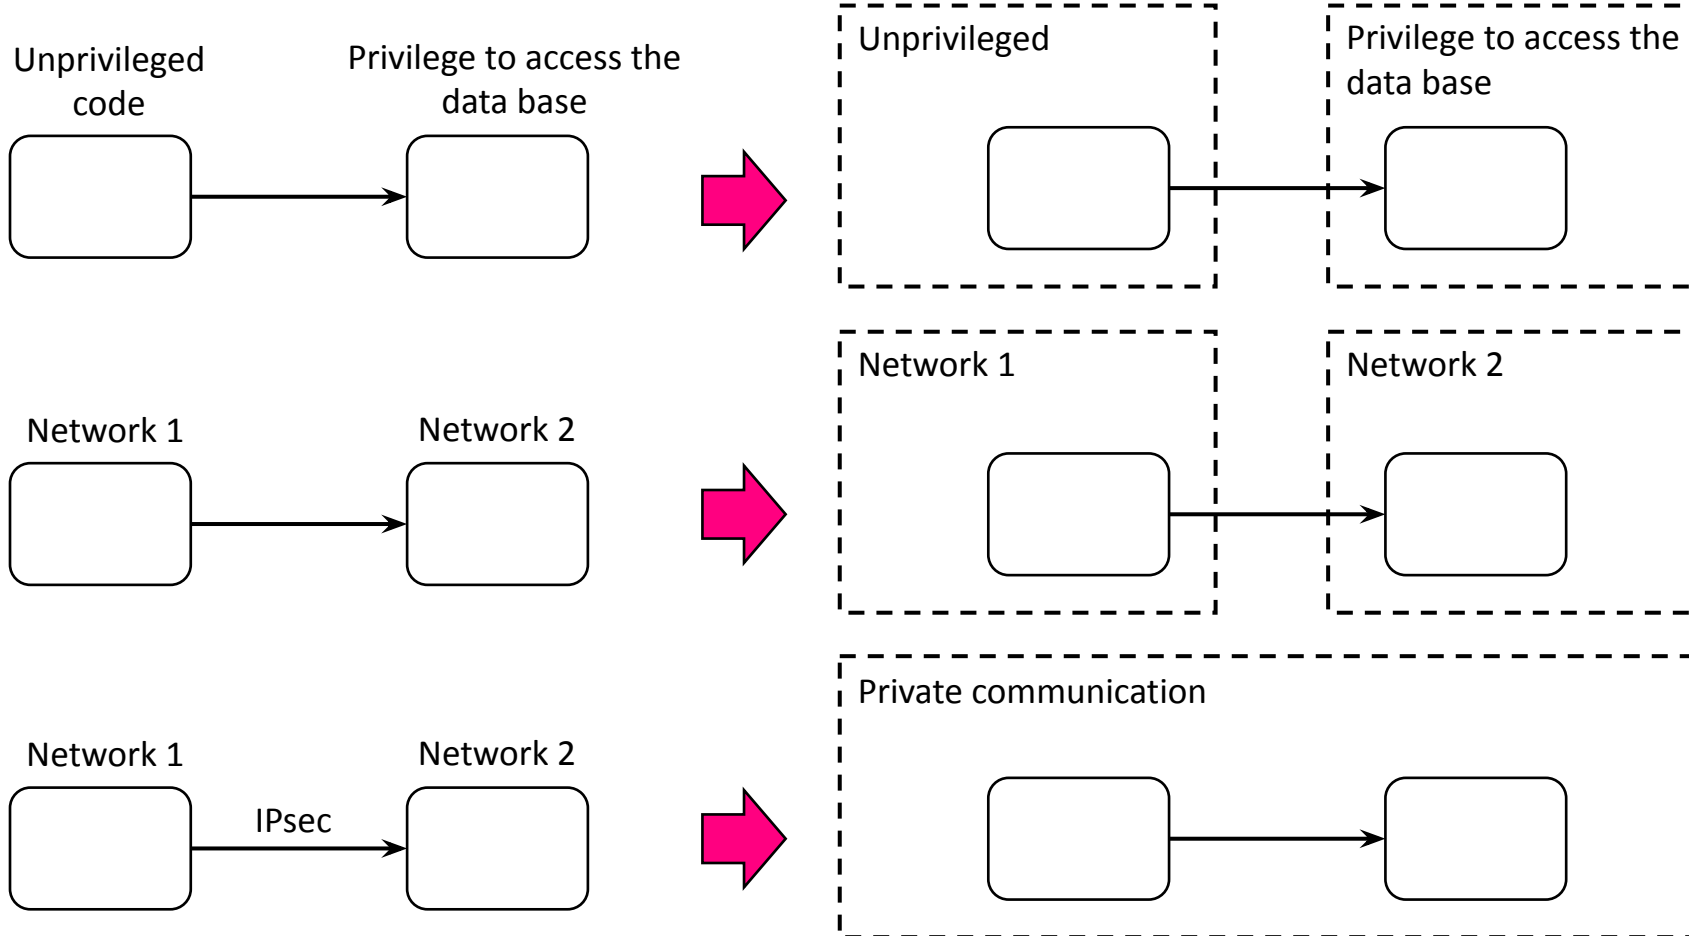 Unprivileged
code
Privilege to access the
data base
Unprivileged
Privilege to access the
data base
Network 1
Network 2
Network 1
Network 2
Network 1
Network 2
IPsec
Private communication